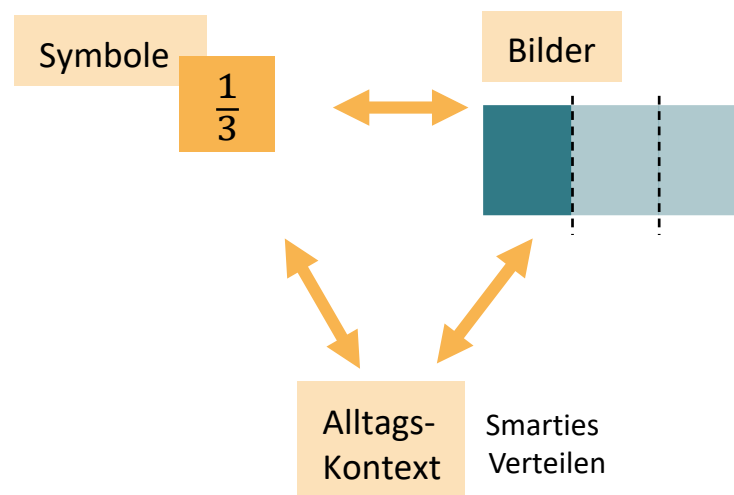 Symbole
1
3
Bilder
Alltags-
Kontext
Smarties
Verteilen